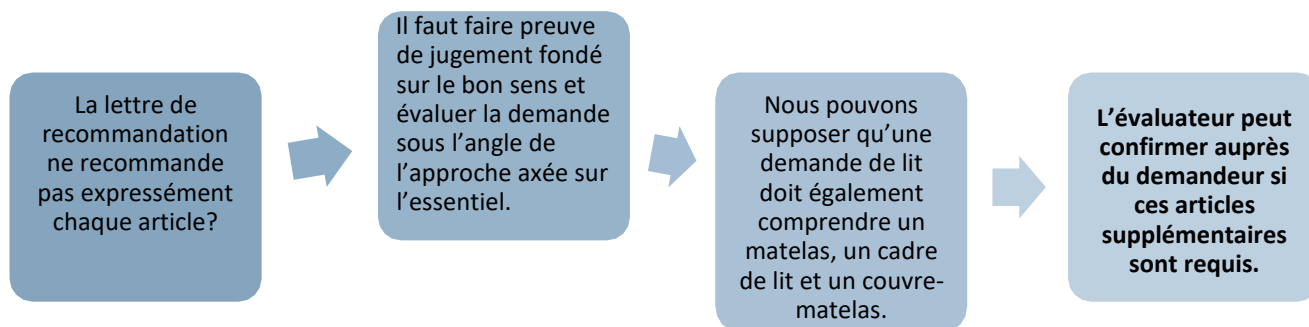 La lettre de
recommandation
ne recommande
pas expressément
chaque article?
Il faut faire preuve
de jugement fondé
sur le bon sens et
évaluer la demande
sous l’angle de
l’approche axée sur
l’essentiel.
Nous pouvons
supposer qu’une
demande de lit
doit également
comprendre un
matelas, un cadre
de lit et un couvre-
matelas.
L’évaluateur peut
confirmer auprès
du demandeur si
ces articles
supplémentaires
sont requis.